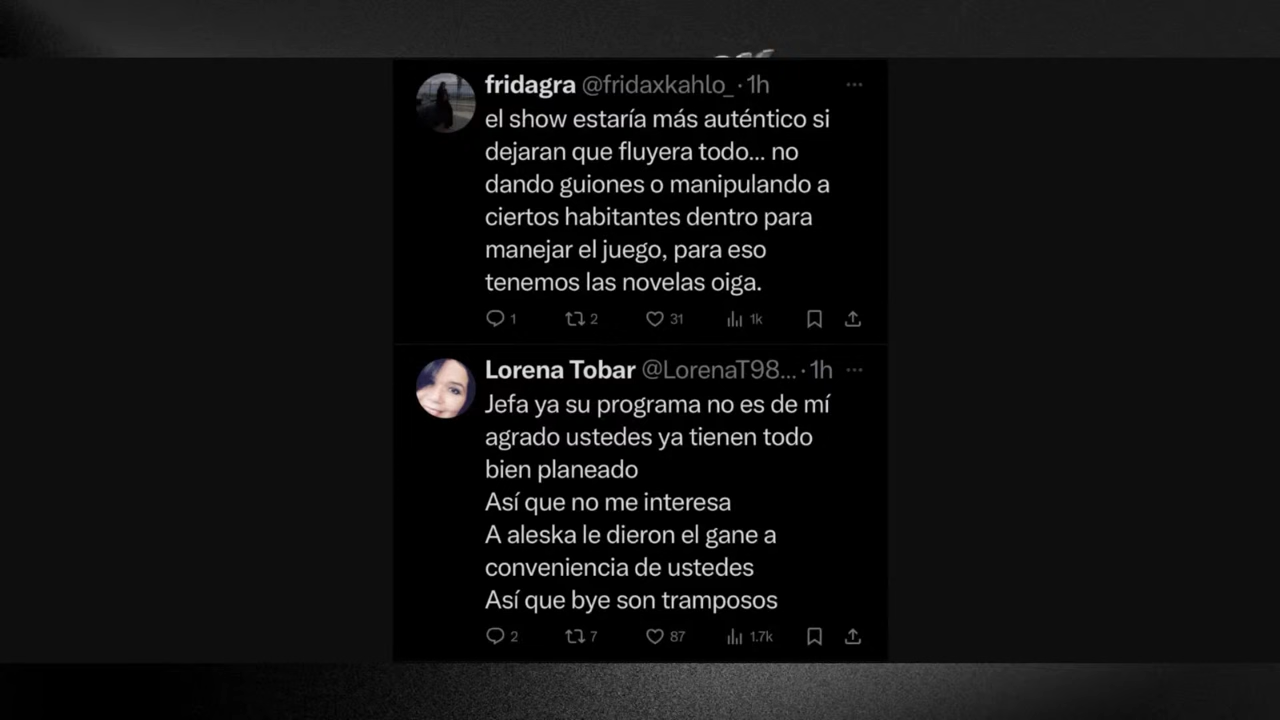 fridagra @fridaxkahlo_ · 1h
el show estaría más auténtico si
dejaran que fluyera todo... no
dando guiones o manipulando a
ciertos habitantes dentro para
manejar el juego, para eso
tenemos las novelas oiga.
1 2 31 1k
Lorena Tobar @LorenaT98... · 1h
Jefa ya su programa no es de mí
agrado ustedes ya tienen todo
bien planeado
Así que no me interesa
A aleska le dieron el gane a
conveniencia de ustedes
Así que bye son tramposos
2 7 87 1.7k